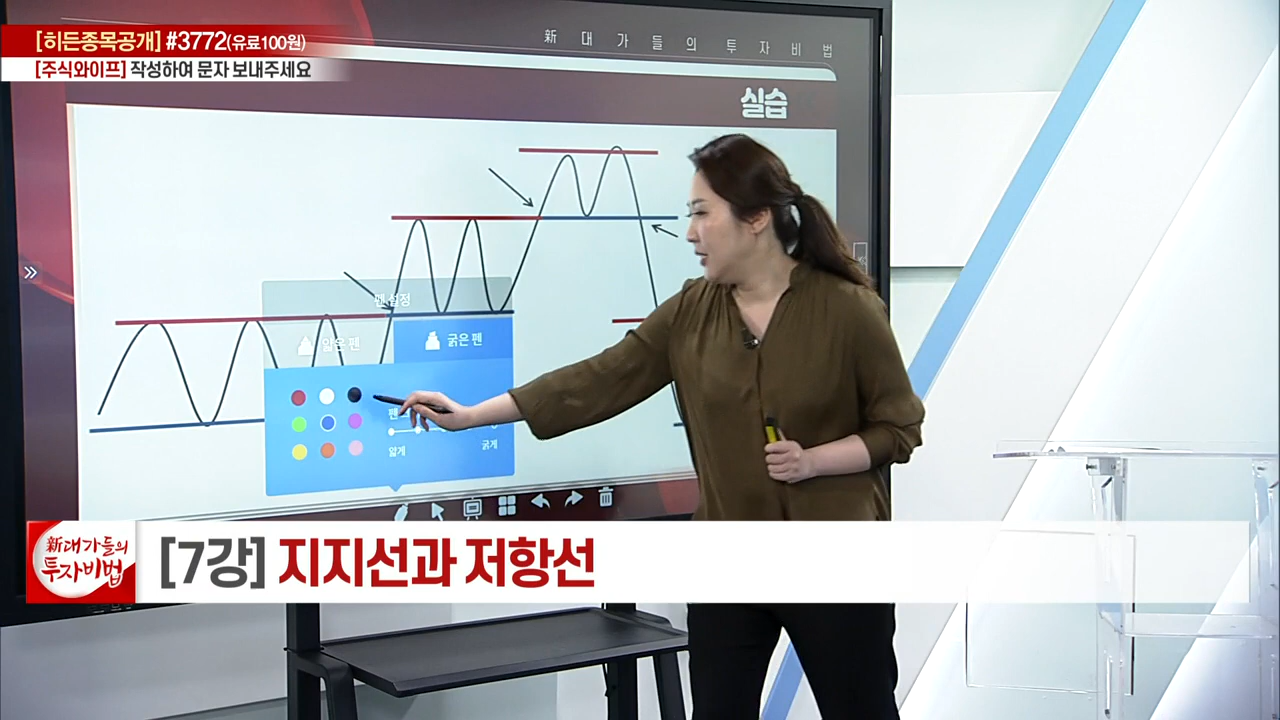 [히든종목공개] #3772(유료100원)
[주식와이프] 작성하여 문자 보내주세요
新 대가들의 투자비법
실습
펜 설정
얇은 펜
굵은 펜
얇게
굵게
新대가들의
투자비법
[7강] 지지선과 저항선